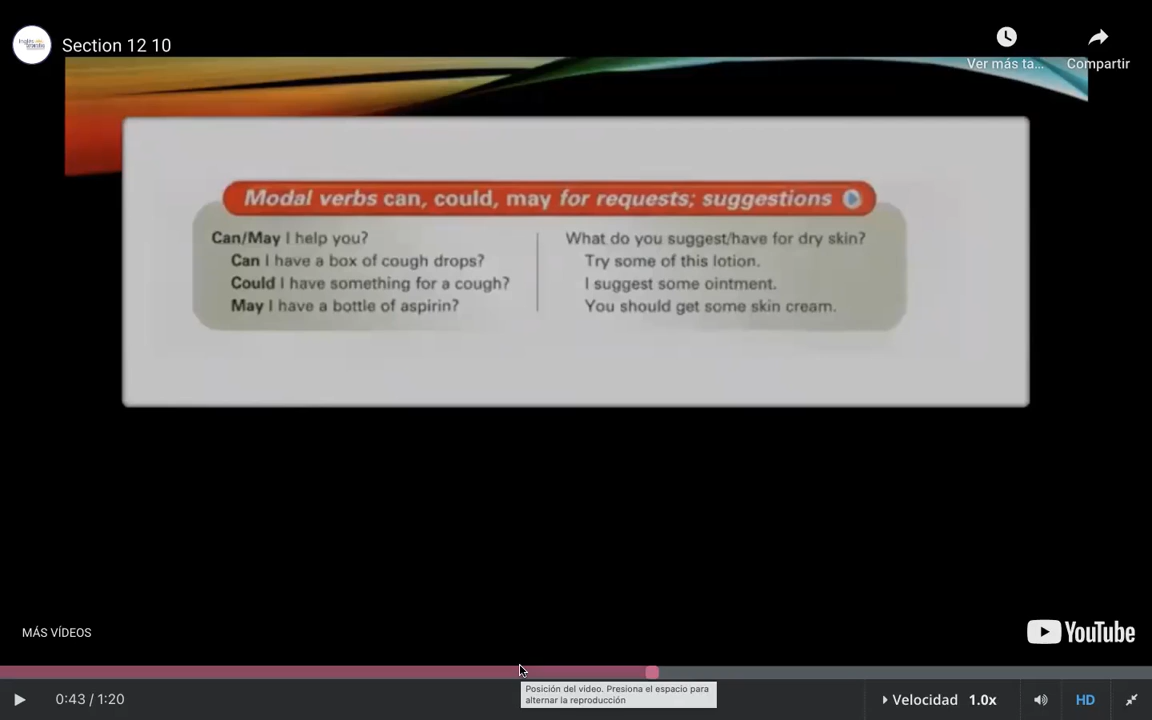 Section 12 10
Ver más ta...
Compartir
Modal verbs can, could, may for requests; suggestions
Can/May I help you?
Can I have a box of cough drops?
Could I have something for a cough?
May I have a bottle of aspirin?
What do you suggest/have for dry skin?
Try some of this lotion.
I suggest some ointment.
You should get some skin cream.
MÁS VÍDEOS
YouTube
Posición del video. Presiona el espacio para
alternar la reproducción
0:43 / 1:20
Velocidad 1.0x
HD